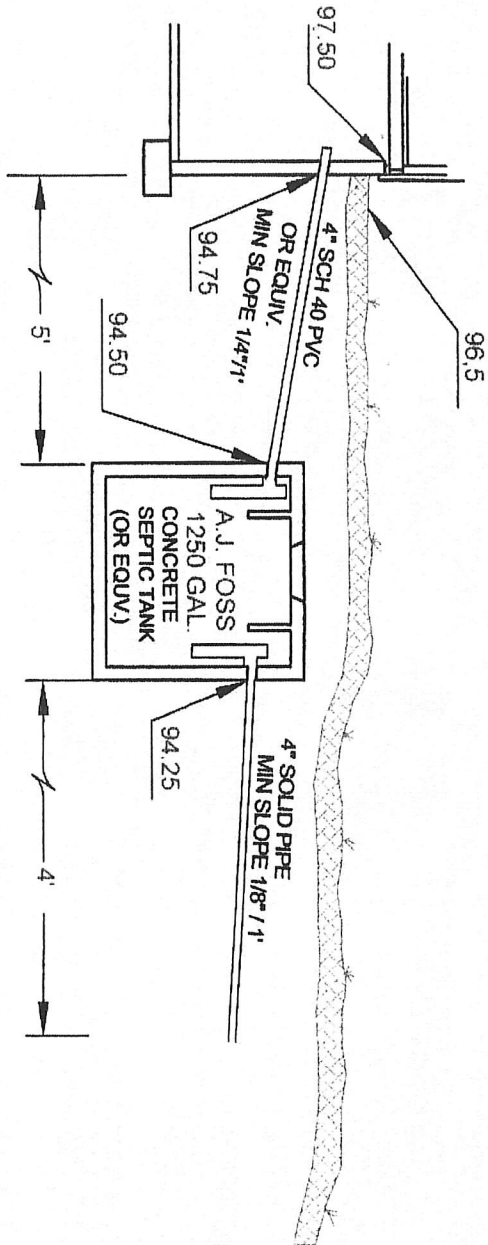 97.50
96.5
4" SCH 40 PVC
OR EQUIV.
MIN SLOPE 1/4"/1'
94.75
94.50
5'
A.J. FOSS
1250 GAL.
CONCRETE
SEPTIC TANK
(OR EQUV.)
94.25
4" SOLID PIPE
MIN SLOPE 1/8" / 1'
4'